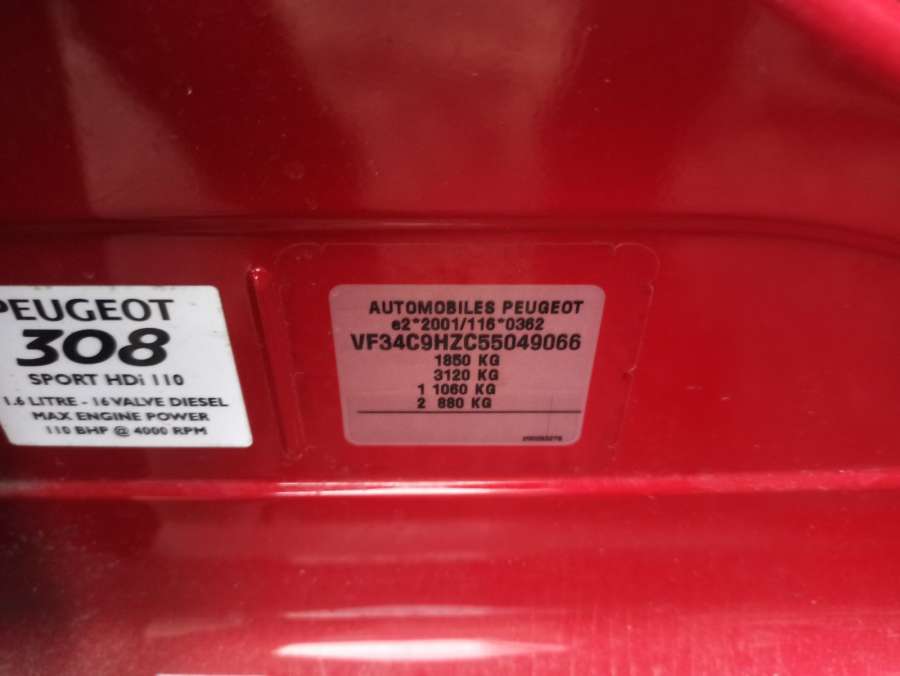 PEUGEOT
308
SPORT HDi 110
1.6 LITRE - 16 VALVE DIESEL
MAX ENGINE POWER
110 BHP @ 4000 RPM
AUTOMOBILES PEUGEOT
e2*2001/116*0362
VF34C9HZC55049066
1850 KG
3120 KG
1 1060 KG
2 880 KG